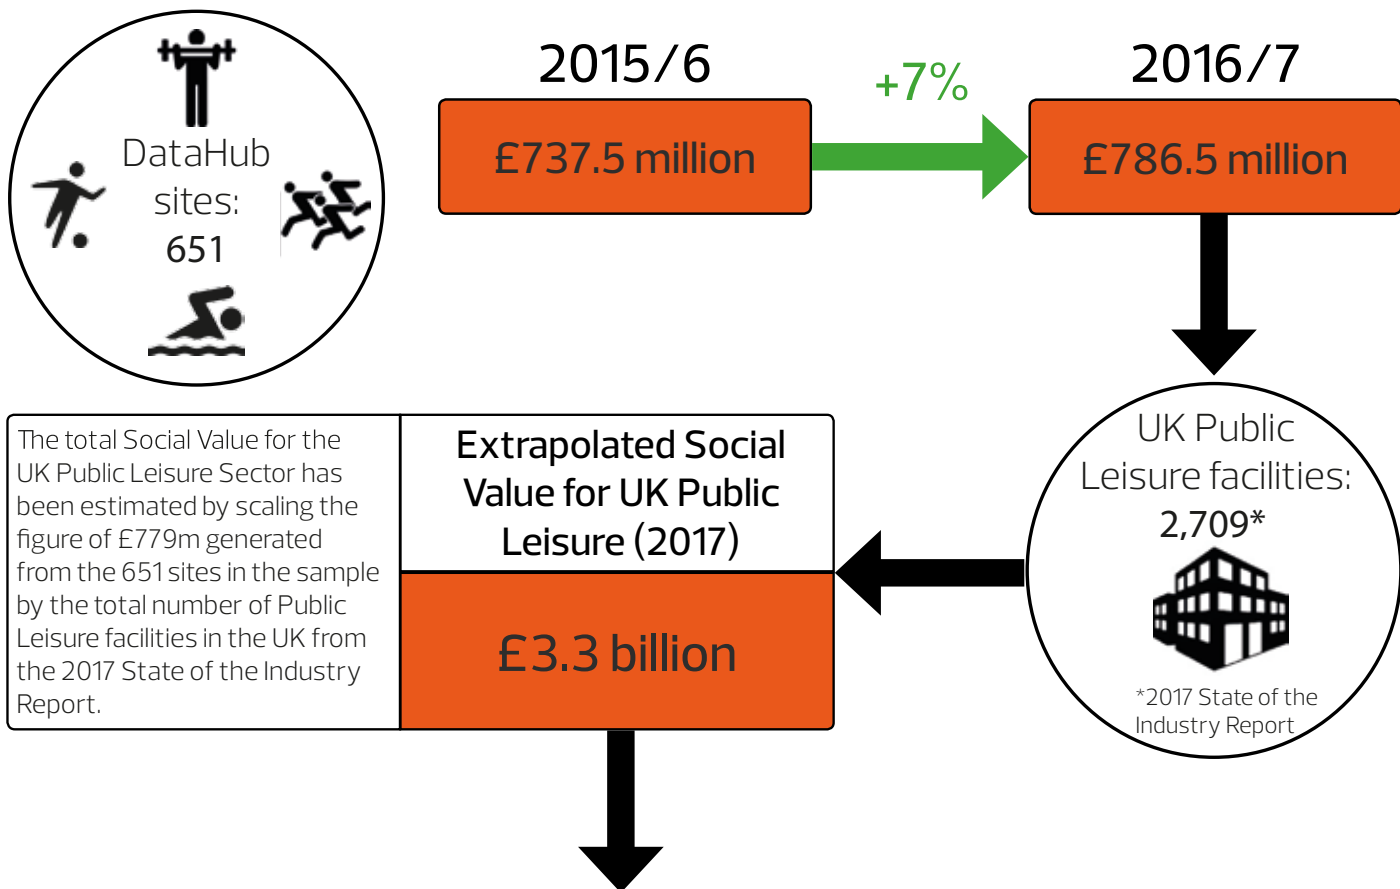 DataHub
sites:
651
2015/6
£737.5 million
+7%
2016/7
£786.5 million
UK Public
Leisure facilities:
2,709*
*2017 State of the
Industry Report
The total Social Value for the
UK Public Leisure Sector has
been estimated by scaling the
figure of £779m generated
from the 651 sites in the sample
by the total number of Public
Leisure facilities in the UK from
the 2017 State of the Industry
Report.
Extrapolated Social
Value for UK Public
Leisure (2017)
£3.3 billion